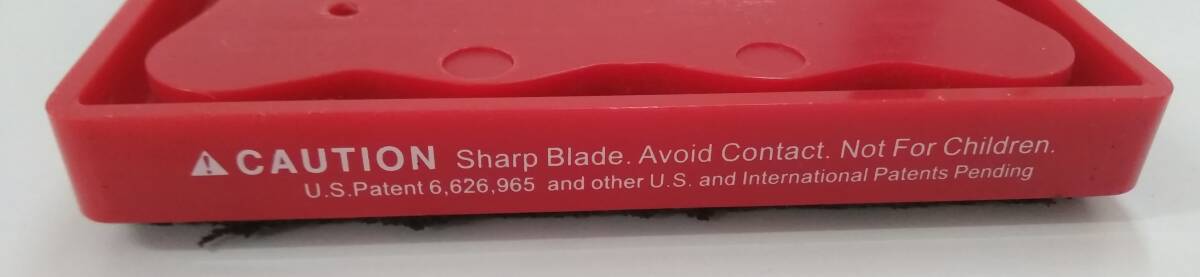 ⚠ CAUTION Sharp Blade. Avoid Contact. Not For Children.
U.S.Patent 6,626,965 and other U.S. and International Patents Pending